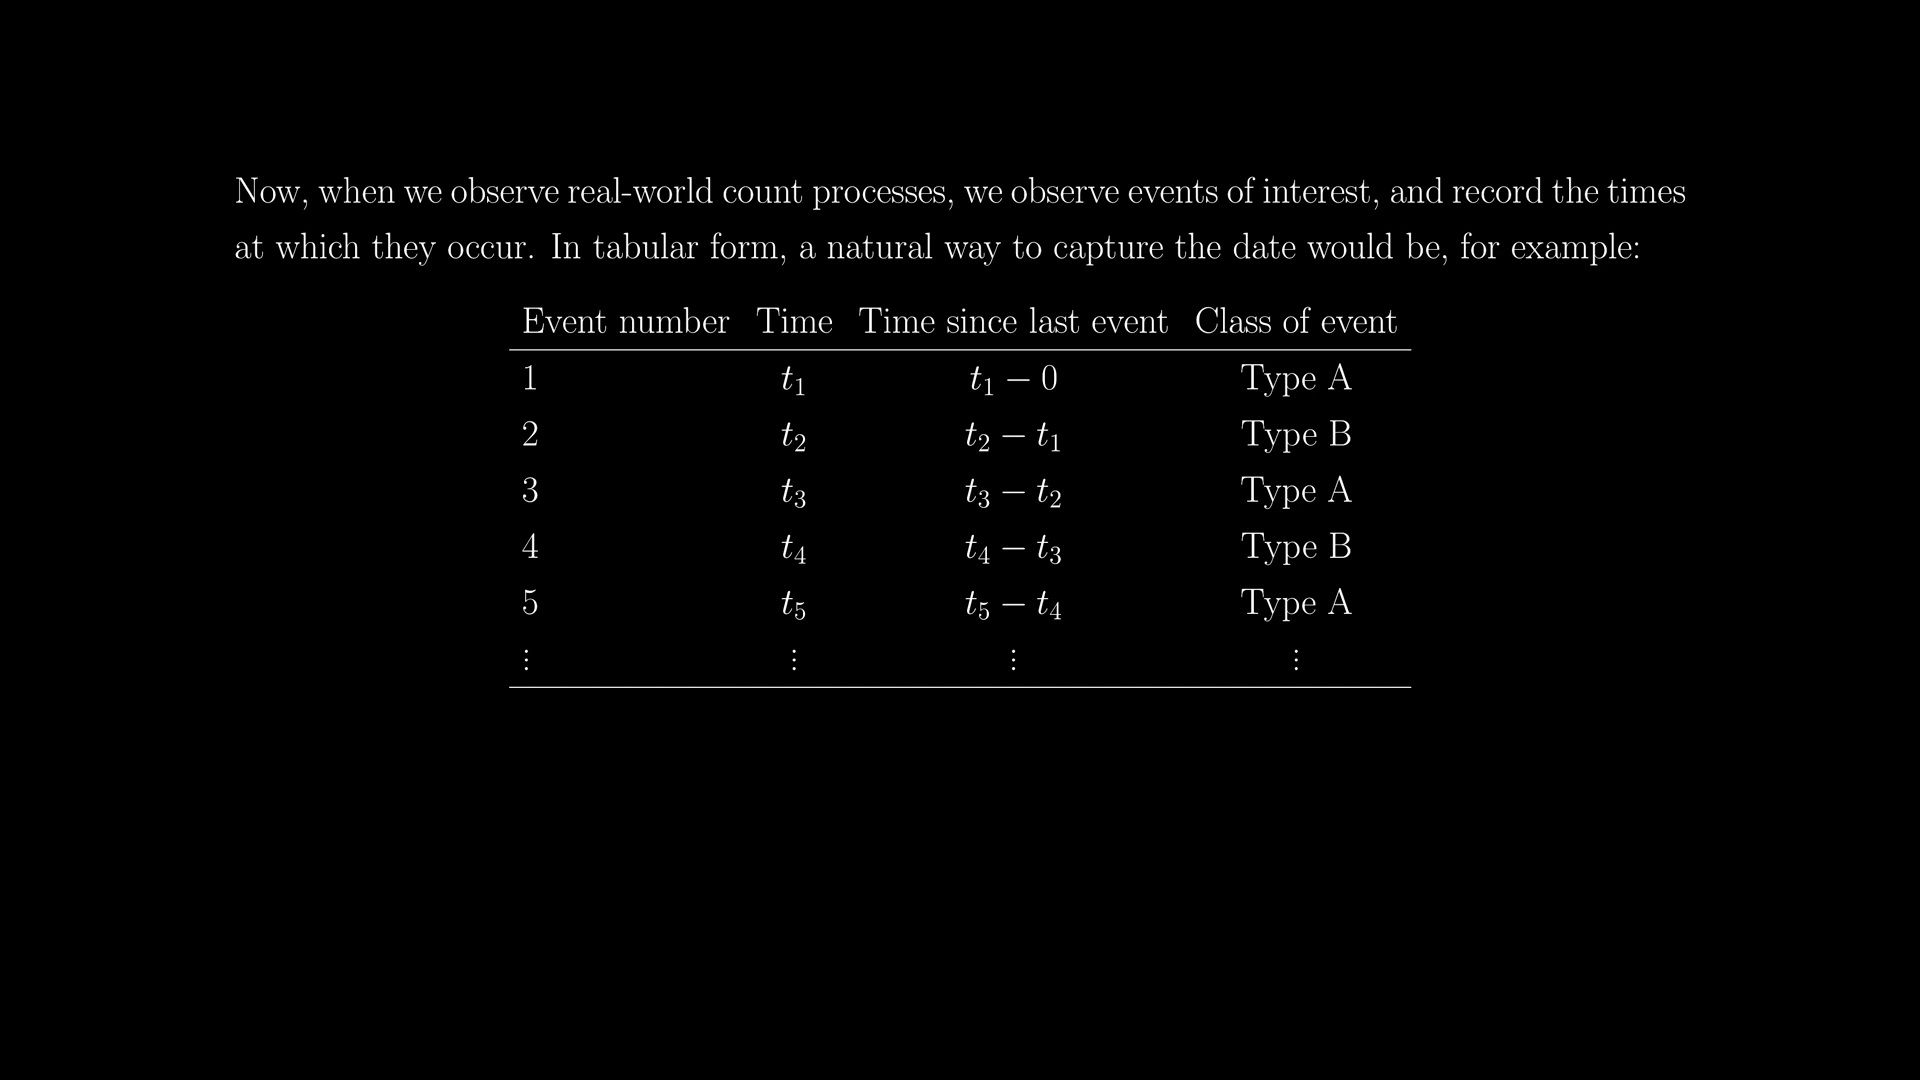 Now, when we observe real-world count processes, we observe events of interest, and record the times
at which they occur. In tabular form, a natural way to capture the date would be, for example:
Event number Time Time since last event Class of event
1 t₁ t₁ − 0 Type A
2 t₂ t₂ − t₁ Type B
3 t₃ t₃ − t₂ Type A
4 t₄ t₄ − t₃ Type B
5 t₅ t₅ − t₄ Type A
⋮ ⋮ ⋮ ⋮